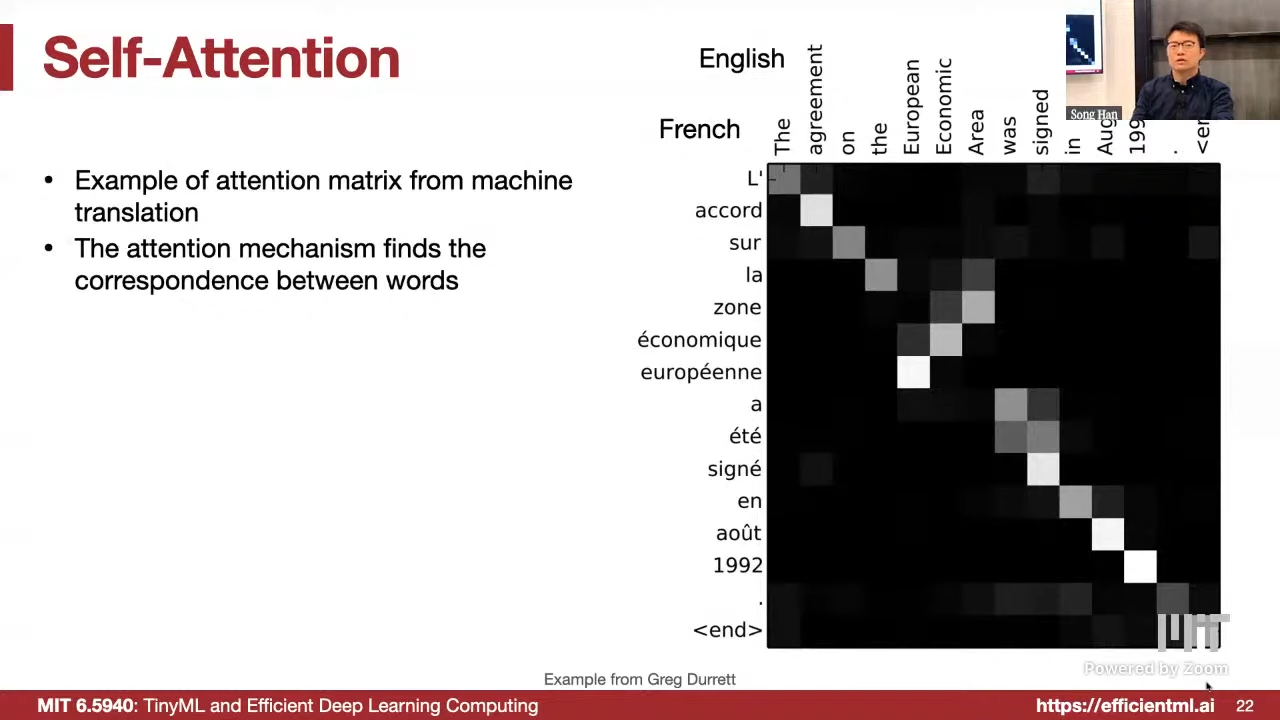 Self-Attention
• Example of attention matrix from machine
translation
• The attention mechanism finds the
correspondence between words
English
French
The
agreement
on
the
European
Economic
Area
was
signed
in
Aug
199
.
<er
L'
accord
sur
la
zone
économique
européenne
a
été
signé
en
août
1992
.
<end>
Song Han
MIT
Powered by Zoom
Example from Greg Durrett
MIT 6.5940: TinyML and Efficient Deep Learning Computing
https://efficientml.ai
22